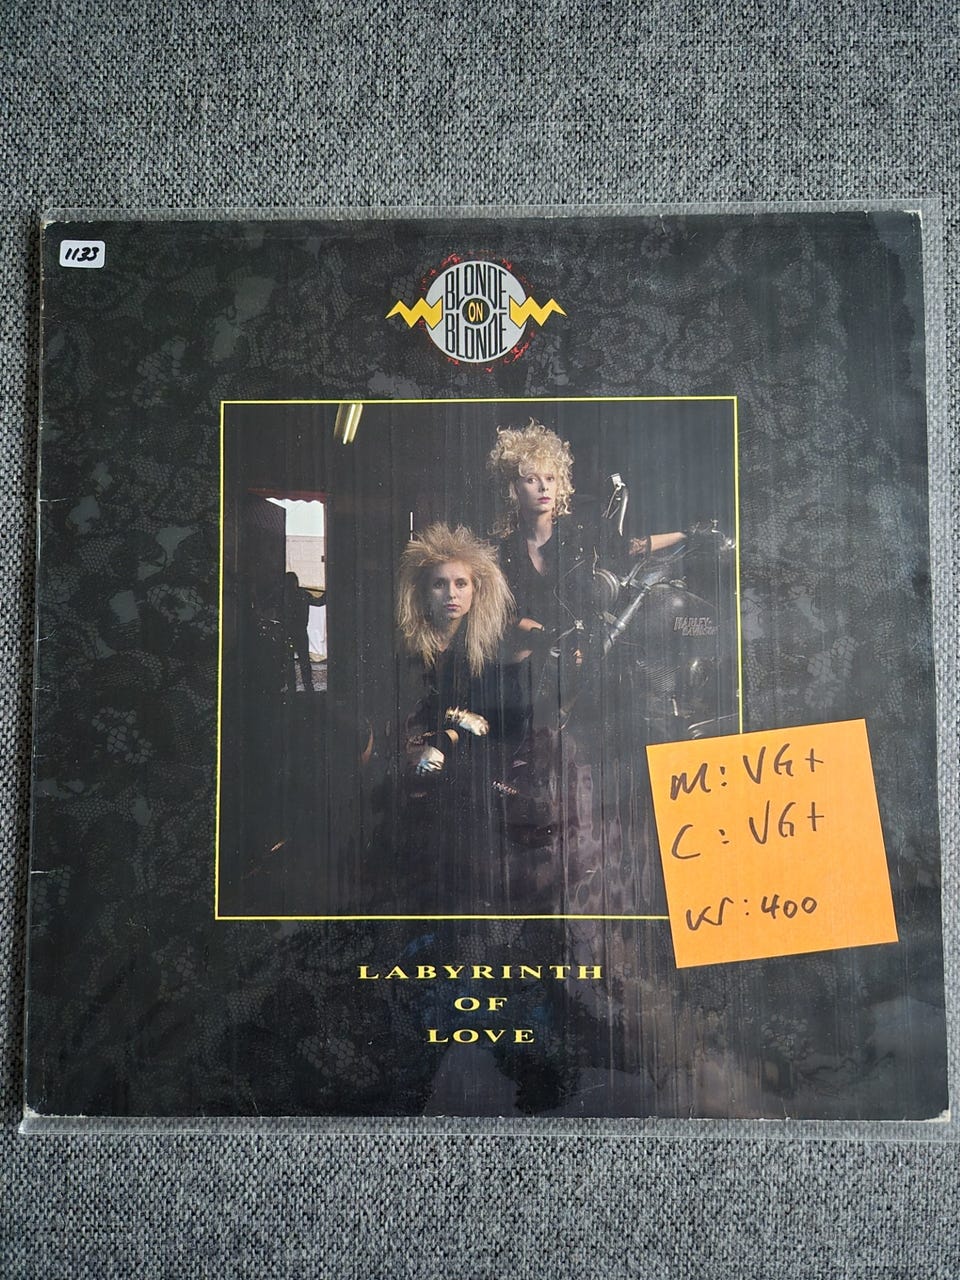 1133
BLONDE
ON
BLONDE
HARLEY-
DAVIDSON
M: VG+
C: VG+
Kr: 400
LABYRINTH
OF
LOVE